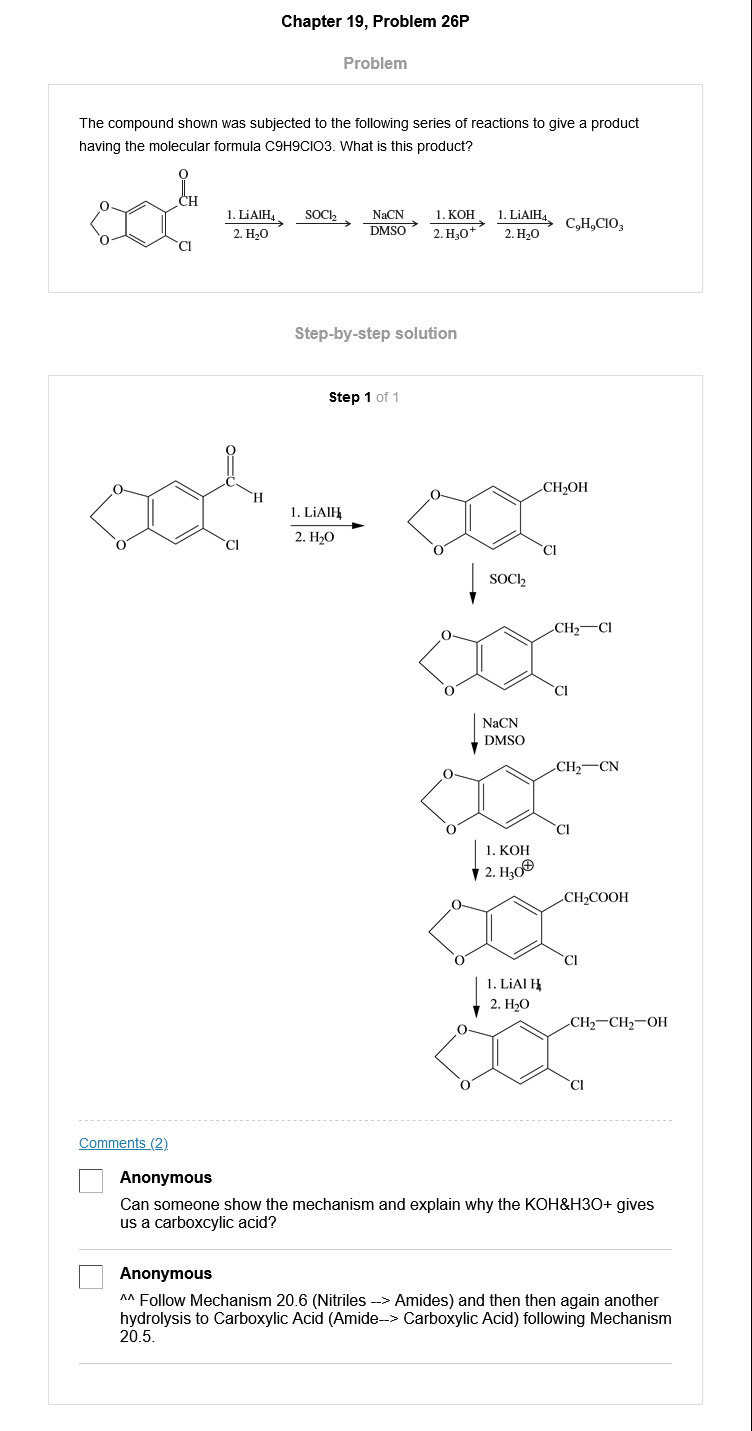 Chapter 19, Problem 26P
Problem
The compound shown was subjected to the following series of reactions to give a product
having the molecular formula C9H9ClO3. What is this product?
O
CH
O
O
Cl
1. LiAlH₄
2. H₂O
SOCl₂
NaCN
DMSO
1. KOH
2. H₃O⁺
1. LiAlH₄
2. H₂O
C₉H₉ClO₃
Step-by-step solution
Step 1 of 1
O
C
H
O
O
Cl
1. LiAlH₄
2. H₂O
O
CH₂OH
O
Cl
SOCl₂
O
CH₂—Cl
O
Cl
NaCN
DMSO
O
CH₂—CN
O
Cl
1. KOH
2. H₃O⊕
O
CH₂COOH
O
Cl
1. LiAl H₄
2. H₂O
O
CH₂—CH₂—OH
O
Cl
Comments (2)
Anonymous
Can someone show the mechanism and explain why the KOH&H3O+ gives
us a carboxcylic acid?
Anonymous
^^ Follow Mechanism 20.6 (Nitriles --> Amides) and then then again another
hydrolysis to Carboxylic Acid (Amide--> Carboxylic Acid) following Mechanism
20.5.